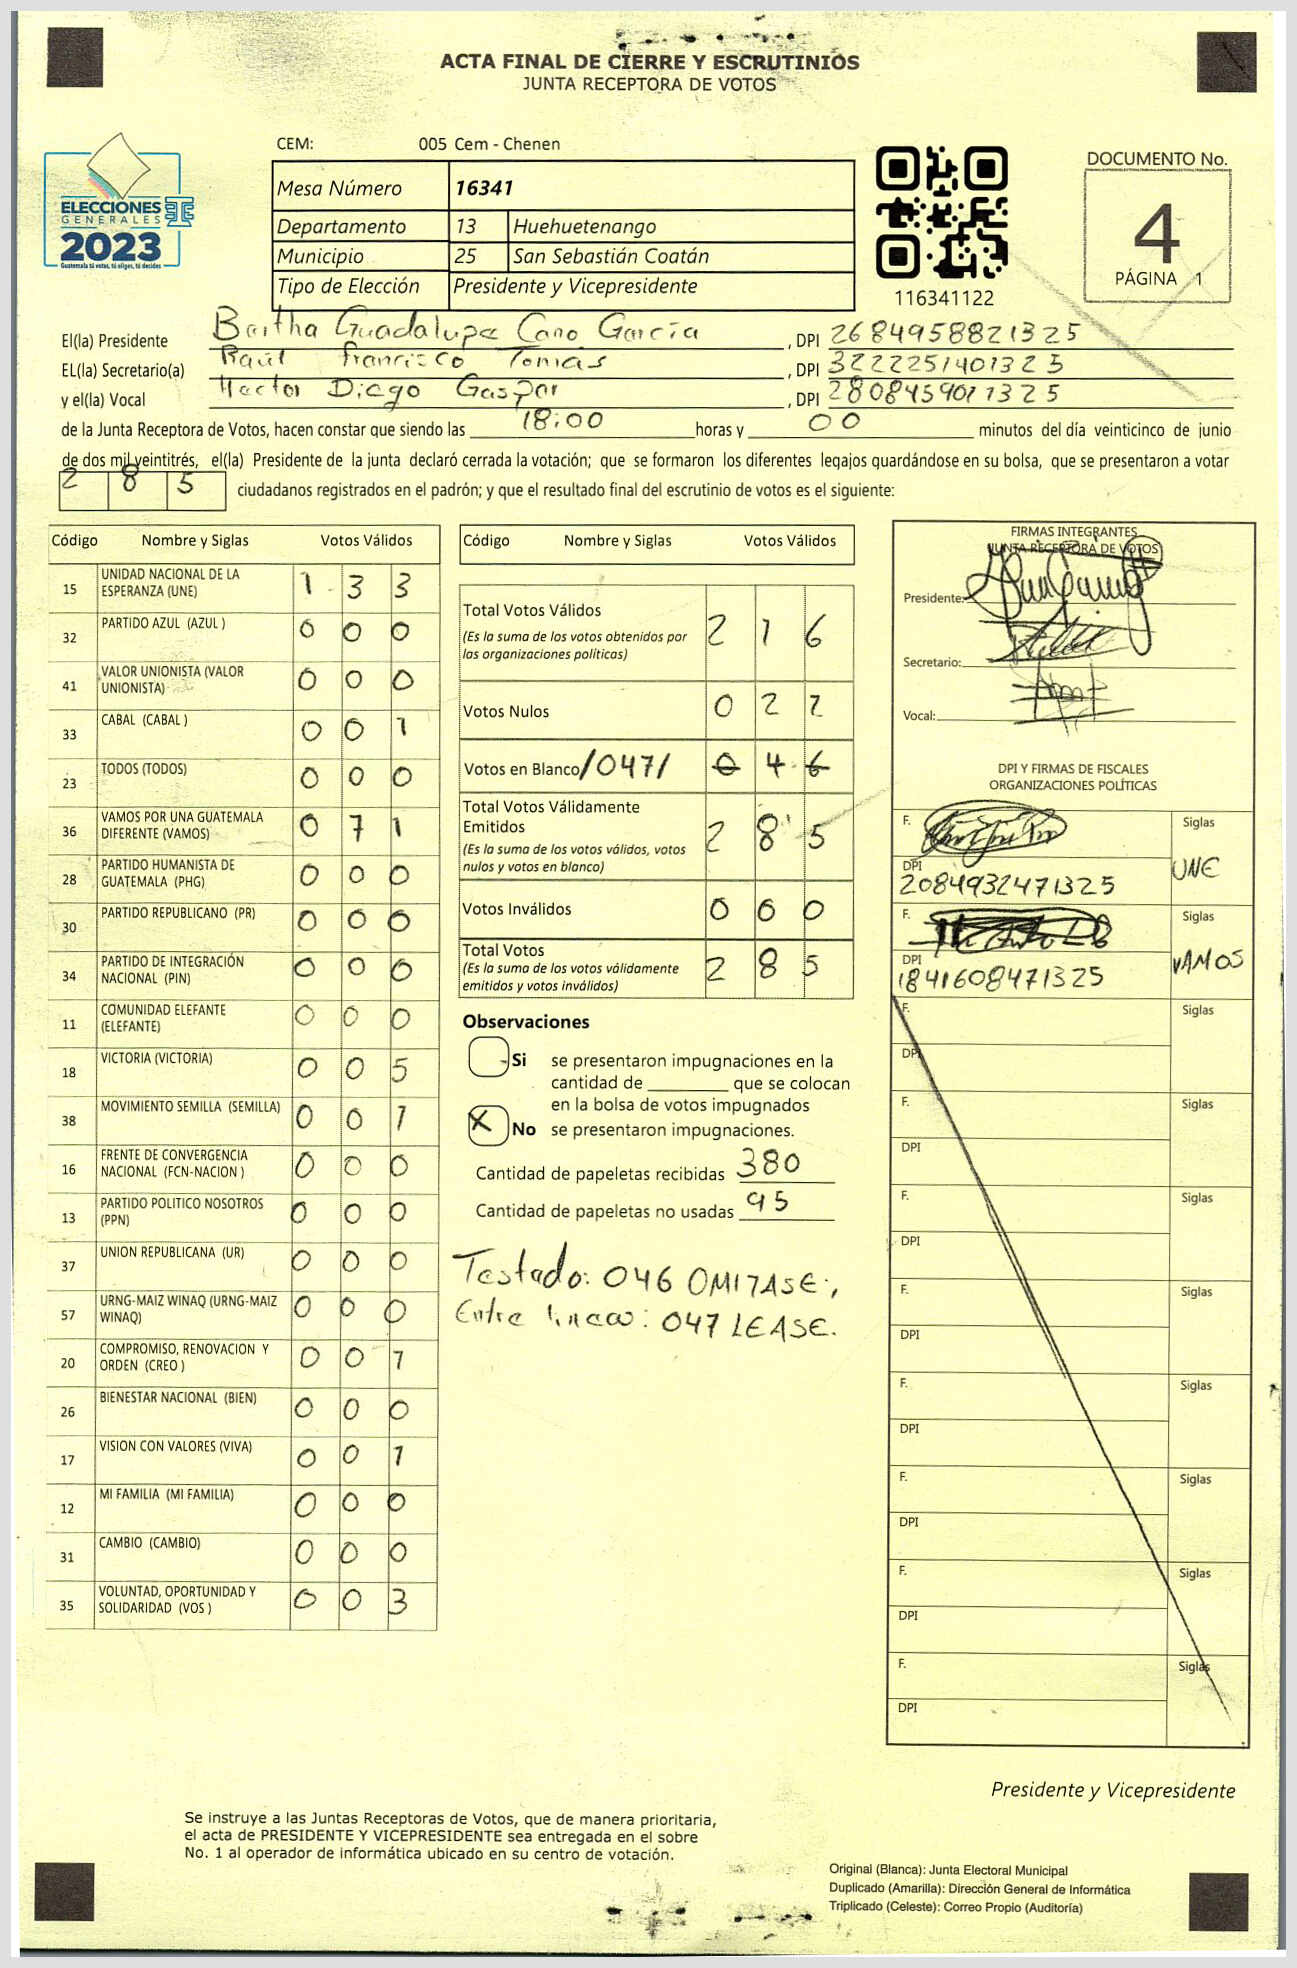 ACTA FINAL DE CIERRE Y ESCRUTINIOS
JUNTA RECEPTORA DE VOTOS
CEM: 005 Cem - Chenen
ELECCIONES
GENERALES
2023
Guatemala tú votas, tú eliges, tú decides
Mesa Número 16341
Departamento 13 Huehuetenango
Municipio 25 San Sebastián Coatán
Tipo de Elección Presidente y Vicepresidente
116341122
DOCUMENTO No.
4
PÁGINA 1
El(la) Presidente Bertha Guadalupe Cano García , DPI 2684958821325
EL(la) Secretario(a) Raúl Francisco Tomas , DPI 3222251401325
y el(la) Vocal Hector Diego Gaspar , DPI 2808459011325
de la Junta Receptora de Votos, hacen constar que siendo las 18:00 horas y 00 minutos del día veinticinco de junio
de dos mil veintitrés, el(la) Presidente de la junta declaró cerrada la votación; que se formaron los diferentes legajos guardándose en su bolsa, que se presentaron a votar
2 8 5 ciudadanos registrados en el padrón; y que el resultado final del escrutinio de votos es el siguiente:
Código Nombre y Siglas Votos Válidos
15 UNIDAD NACIONAL DE LA ESPERANZA (UNE) 1 3 3
32 PARTIDO AZUL (AZUL ) 0 0 0
41 VALOR UNIONISTA (VALOR UNIONISTA) 0 0 0
33 CABAL (CABAL ) 0 0 1
23 TODOS (TODOS) 0 0 0
36 VAMOS POR UNA GUATEMALA DIFERENTE (VAMOS) 0 7 1
28 PARTIDO HUMANISTA DE GUATEMALA (PHG) 0 0 0
30 PARTIDO REPUBLICANO (PR) 0 0 0
34 PARTIDO DE INTEGRACIÓN NACIONAL (PIN) 0 0 0
11 COMUNIDAD ELEFANTE (ELEFANTE) 0 0 0
18 VICTORIA (VICTORIA) 0 0 5
38 MOVIMIENTO SEMILLA (SEMILLA) 0 0 1
16 FRENTE DE CONVERGENCIA NACIONAL (FCN-NACION ) 0 0 0
13 PARTIDO POLITICO NOSOTROS (PPN) 0 0 0
37 UNION REPUBLICANA (UR) 0 0 0
57 URNG-MAIZ WINAQ (URNG-MAIZ WINAQ) 0 0 0
20 COMPROMISO, RENOVACION Y ORDEN (CREO ) 0 0 1
26 BIENESTAR NACIONAL (BIEN) 0 0 0
17 VISION CON VALORES (VIVA) 0 0 1
12 MI FAMILIA (MI FAMILIA) 0 0 0
31 CAMBIO (CAMBIO) 0 0 0
35 VOLUNTAD, OPORTUNIDAD Y SOLIDARIDAD (VOS ) 0 0 3
Código Nombre y Siglas Votos Válidos
Total Votos Válidos 2 1 6
(Es la suma de los votos obtenidos por
las organizaciones políticas)
Votos Nulos 0 2 2
Votos en Blanco /047/ 0 4 6
Total Votos Válidamente
Emitidos 2 8 5
(Es la suma de los votos válidos, votos
nulos y votos en blanco)
Votos Inválidos 0 0 0
Total Votos 2 8 5
(Es la suma de los votos válidamente
emitidos y votos inválidos)
Observaciones
Si se presentaron impugnaciones en la
cantidad de ________ que se colocan
en la bolsa de votos impugnados
X No se presentaron impugnaciones.
Cantidad de papeletas recibidas 380
Cantidad de papeletas no usadas 95
Testado: 046 OMITASE;
Entre lineas: 047 LEASE.
FIRMAS INTEGRANTES
JUNTA RECEPTORA DE VOTOS
Presidente:
Secretario:
Vocal:
DPI Y FIRMAS DE FISCALES
ORGANIZACIONES POLÍTICAS
F. Siglas
DPI UNE
2084932471325
F. Siglas
DPI VAMOS
1841608471325
F. Siglas
DPI
F. Siglas
DPI
F. Siglas
DPI
F. Siglas
DPI
F. Siglas
DPI
F. Siglas
DPI
F. Siglas
DPI
F. Siglas
DPI
Presidente y Vicepresidente
Se instruye a las Juntas Receptoras de Votos, que de manera prioritaria,
el acta de PRESIDENTE Y VICEPRESIDENTE sea entregada en el sobre
No. 1 al operador de informática ubicado en su centro de votación.
Original (Blanca): Junta Electoral Municipal
Duplicado (Amarilla): Dirección General de Informática
Triplicado (Celeste): Correo Propio (Auditoría)